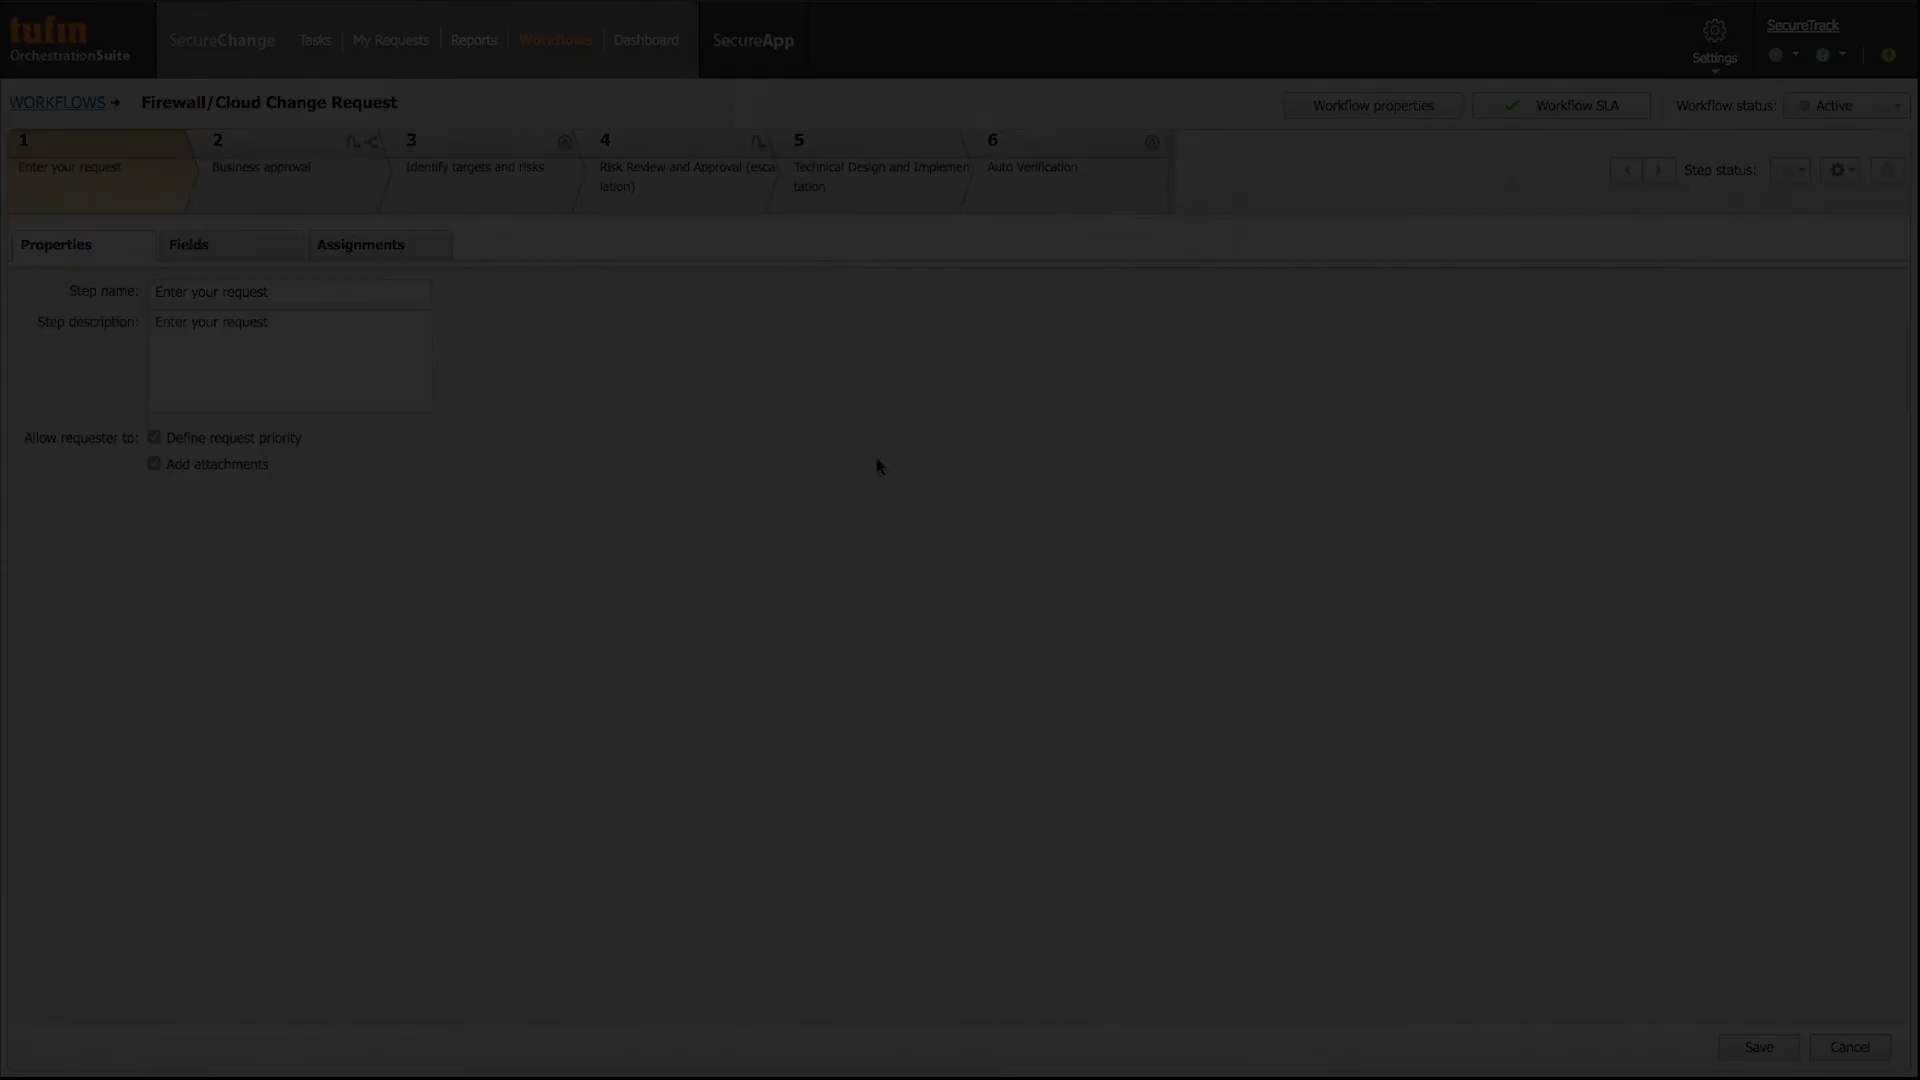 tufin
OrchestrationSuite
SecureChange Tasks My Requests Reports Workflows Dashboard SecureApp
Settings
SecureTrack
WORKFLOWS Firewall/Cloud Change Request
Workflow properties Workflow SLA Workflow status: Active
1 2 3 4 5 6
Enter your request
Business approval
Identify targets and risks
Risk Review and Approval (esca
lation)
Technical Design and Implemen
tation
Auto Verification
Step status:
Properties Fields Assignments
Step name: Enter your request
Step description: Enter your request
Allow requester to: Define request priority
Add attachments
Save Cancel